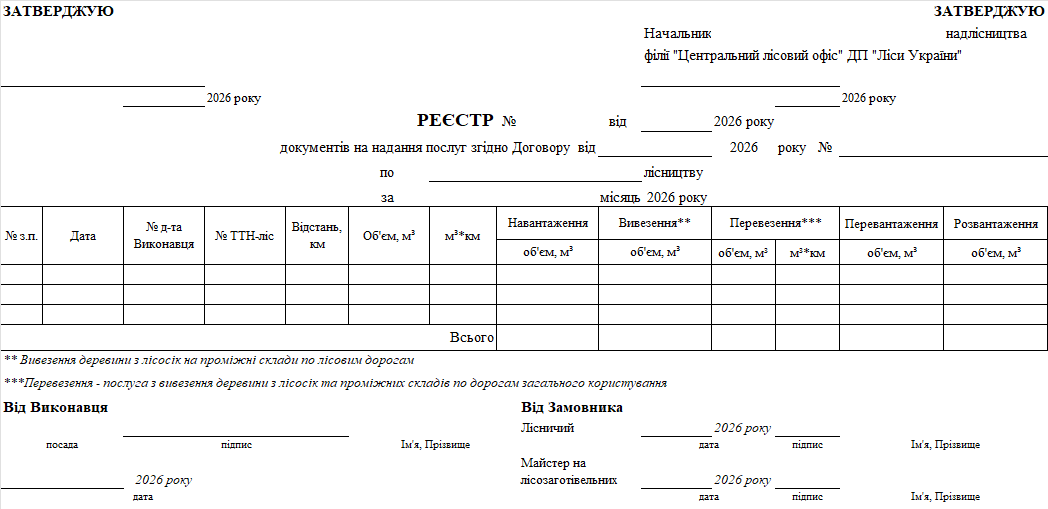 ЗАТВЕРДЖУЮ ЗАТВЕРДЖУЮ
Начальник надлісництва
філії "Центральний лісовий офіс" ДП "Ліси України"
2026 року 2026 року
РЕЄСТР № від 2026 року
документів на надання послуг згідно Договору від 2026 року №
по лісництву
за місяць 2026 року
№ з.п. Дата № д-та Виконавця № ТТН-ліс Відстань, км Об'єм, м³ м³*км Навантаження Вивезення** Перевезення*** Перевантаження Розвантаження
об'єм, м³ об'єм, м³ об'єм, м³ м³*км об'єм, м³ об'єм, м³
Всього
** Вивезення деревини з лісосік на проміжні склади по лісовим дорогам
***Перевезення - послуга з вивезення деревини з лісосік та проміжних складів по дорогам загального користування
Від Виконавця Від Замовника
Лісничий 2026 року
посада підпис Ім'я, Прізвище дата підпис Ім'я, Прізвище
Майстер на
2026 року лісозаготівельних 2026 року
дата дата підпис Ім'я, Прізвище